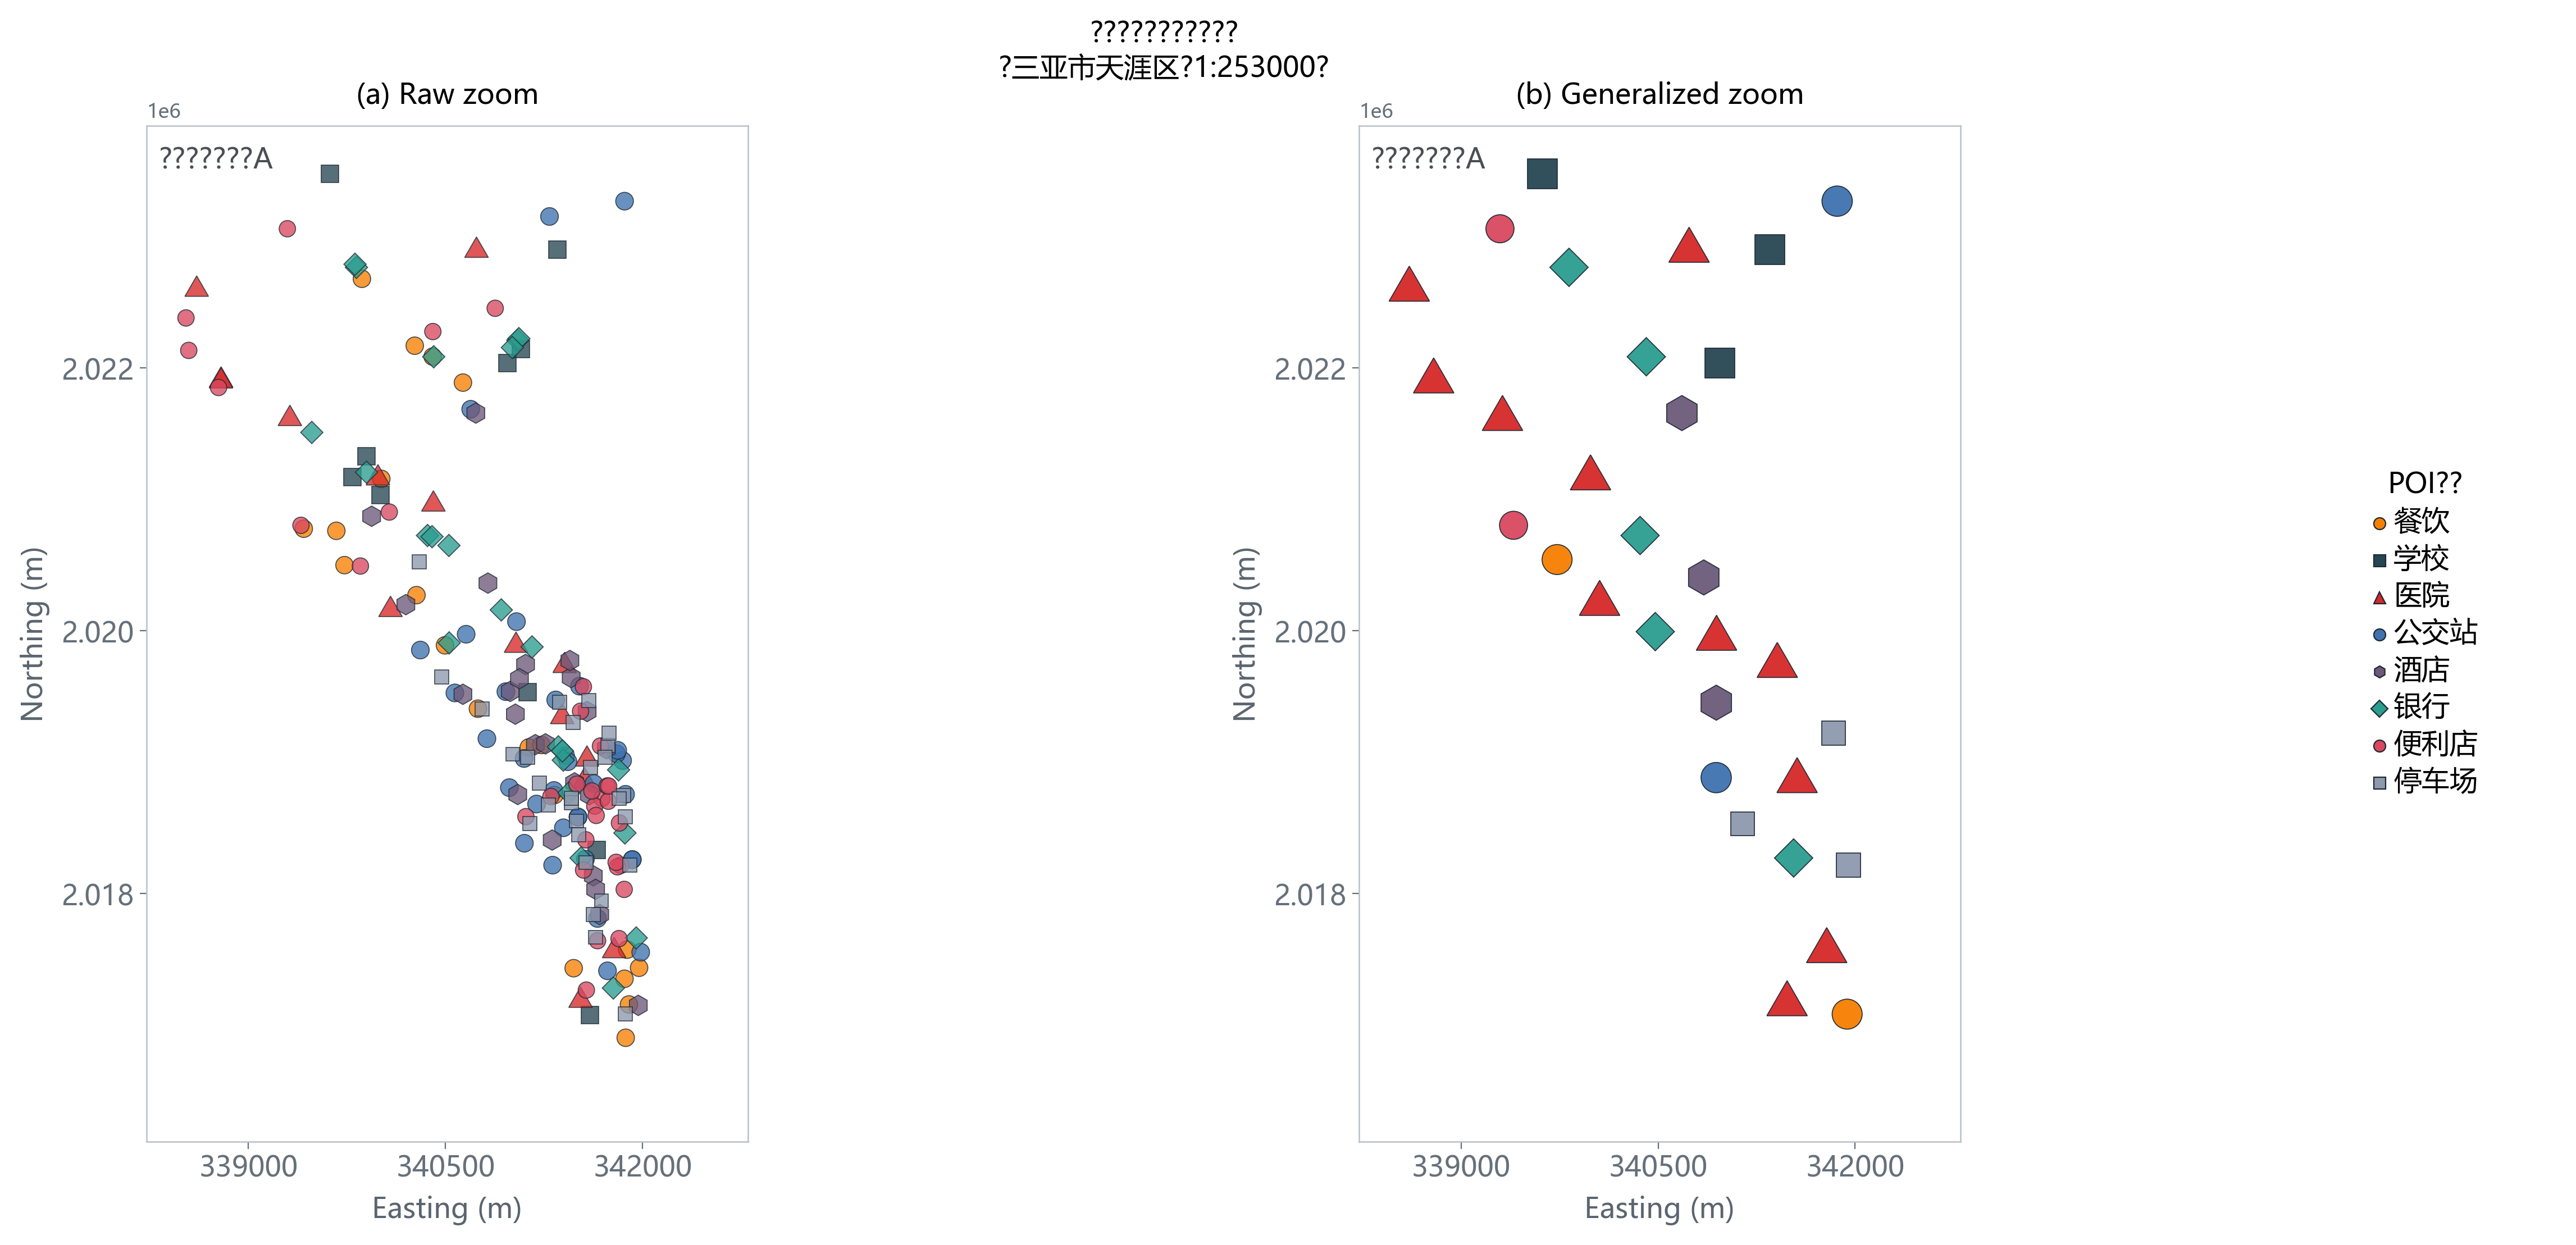 ???????????
?三亚市天涯区?1:253000?
(a) Raw zoom
1e6
???????A
2.022
2.020
2.018
Northing (m)
339000
340500
342000
Easting (m)
(b) Generalized zoom
1e6
???????A
2.022
2.020
2.018
Northing (m)
339000
340500
342000
Easting (m)
POI??
餐饮
学校
医院
公交站
酒店
银行
便利店
停车场